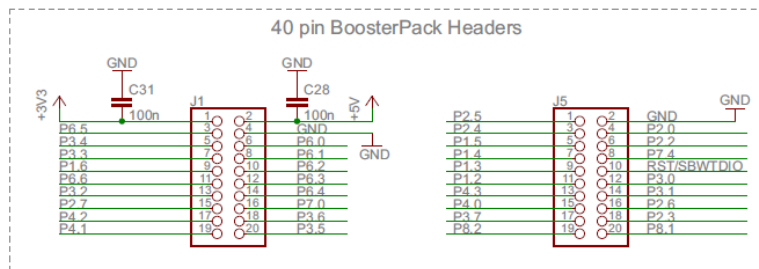 40 pin BoosterPack Headers
GND GND
C31 C28
+3V3 100n J1 100n +5V J5 GND
1 2 P2.5 1 2 GND
P6.5 3 4 GND P2.4 3 4 P2.0
P3.4 5 6 P6.0 GND P1.5 5 6 P2.2
P3.3 7 8 P6.1 P1.4 7 8 P7.4
P1.6 9 10 P6.2 P1.3 9 10 RST/SBWTDIO
P6.6 11 12 P6.3 P1.2 11 12 P3.0
P3.2 13 14 P6.4 P4.3 13 14 P3.1
P2.7 15 16 P7.0 P4.0 15 16 P2.6
P4.2 17 18 P3.6 P3.7 17 18 P2.3
P4.1 19 20 P3.5 P8.2 19 20 P8.1